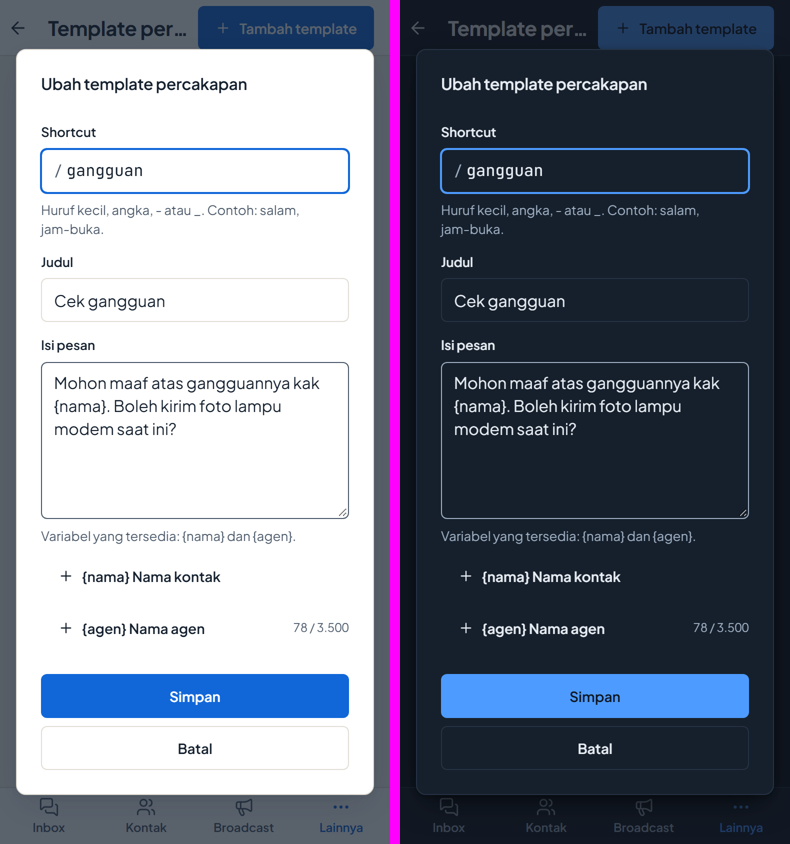 Template per...
+ Tambah template
Ubah template percakapan
Shortcut
/ gangguan
Huruf kecil, angka, - atau _. Contoh: salam,
jam-buka.
Judul
Cek gangguan
Isi pesan
Mohon maaf atas gangguannya kak
{nama}. Boleh kirim foto lampu
modem saat ini?
Variabel yang tersedia: {nama} dan {agen}.
+ {nama} Nama kontak
+ {agen} Nama agen
78 / 3.500
Simpan
Batal
Inbox
Kontak
Broadcast
Lainnya
Template per...
+ Tambah template
Ubah template percakapan
Shortcut
/ gangguan
Huruf kecil, angka, - atau _. Contoh: salam,
jam-buka.
Judul
Cek gangguan
Isi pesan
Mohon maaf atas gangguannya kak
{nama}. Boleh kirim foto lampu
modem saat ini?
Variabel yang tersedia: {nama} dan {agen}.
+ {nama} Nama kontak
+ {agen} Nama agen
78 / 3.500
Simpan
Batal
Inbox
Kontak
Broadcast
Lainnya